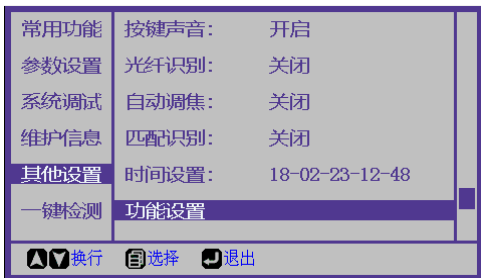 常用功能 按键声音: 开启
参数设置 光纤识别: 关闭
系统调试 自动调焦: 关闭
维护信息 匹配识别: 关闭
其他设置 时间设置: 18-02-23-12-48
一键检测 功能设置
换行 选择 退出